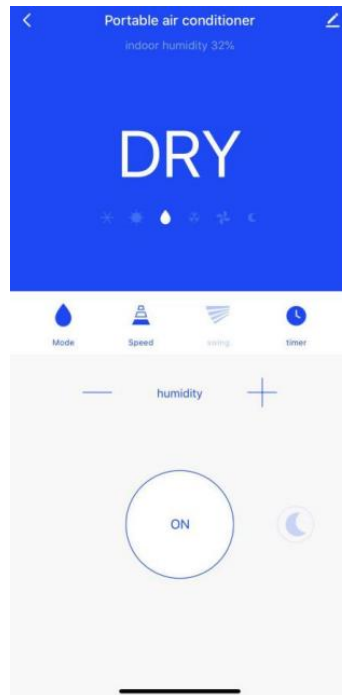 Portable air conditioner
indoor humidity 32%
DRY
Mode Speed swing timer
humidity
ON